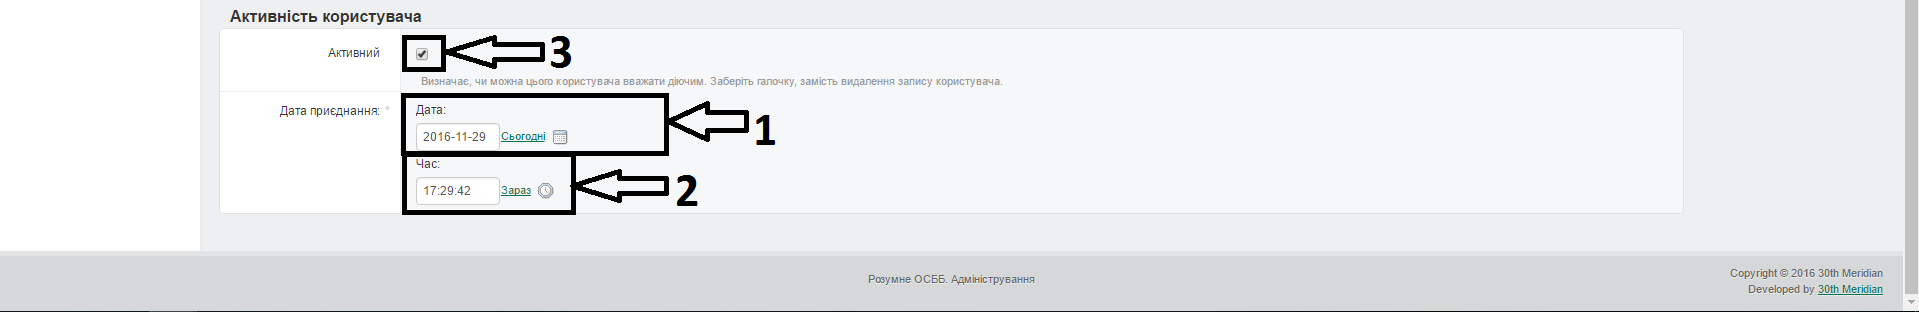 Активність користувача
Активний
3
Визначає, чи можна цього користувача вважати діючим. Заберіть галочку, замість видалення запису користувача.
Дата приєднання: *
Дата:
2016-11-29 Сьогодні
1
Час:
17:29:42 Зараз
2
Розумне ОСББ. Адміністрування
Copyright © 2016 30th Meridian
Developed by 30th Meridian